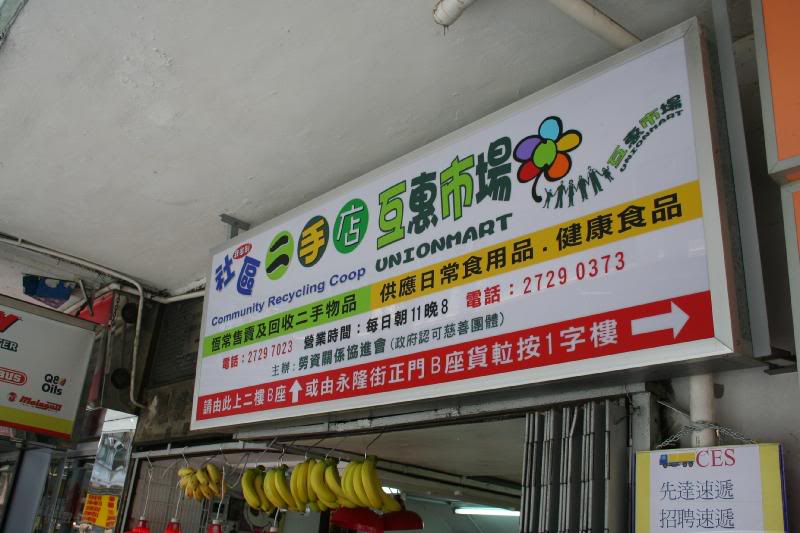 社區 二手店 互惠市場
Community Recycling Coop UNIONMART
互惠市場
UNIONMART
恆常售賣及回收二手物品 供應日常食用品．健康食品
電話：2729 7023 營業時間：每日朝11晚8 電話：2729 0373
主辦：勞資關係協進會 (政府認可慈善團體)
請由此上二樓B座↑或由永隆街正門B座貨䢂按1字樓→
Q8
Oils
Malaguti
CES
先達速遞
招聘速遞